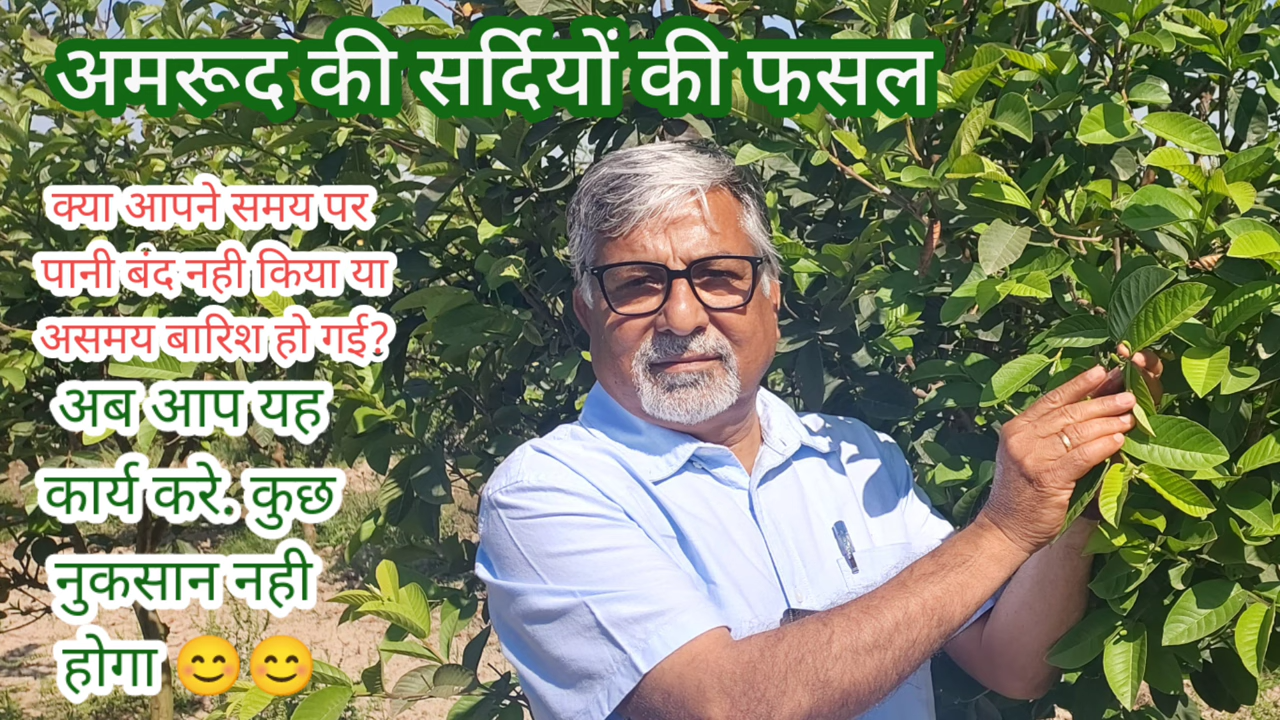 अमरूद की सर्दियों की फसल
क्या आपने समय पर
पानी बंद नही किया या
असमय बारिश हो गई?
अब आप यह
कार्य करे. कुछ
नुकसान नही
होगा 😊😊